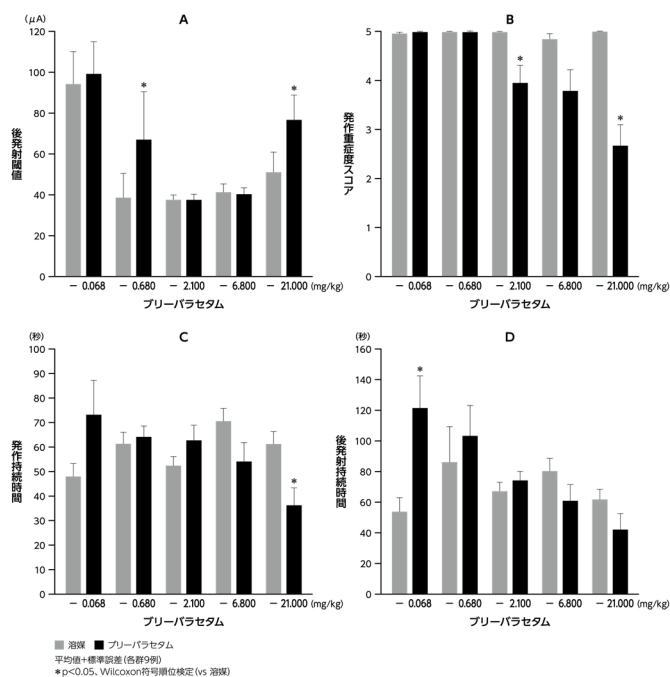 A
(μA)
120
100
80
60
40
20
0
後発射閾値
*
*
− 0.068 − 0.680 − 2.100 − 6.800 − 21.000 (mg/kg)
ブリーバラセタム
B
5
4
3
2
1
0
発作重症度スコア
*
*
− 0.068 − 0.680 − 2.100 − 6.800 − 21.000 (mg/kg)
ブリーバラセタム
C
(秒)
100
90
80
70
60
50
40
30
20
10
0
発作持続時間
*
− 0.068 − 0.680 − 2.100 − 6.800 − 21.000 (mg/kg)
ブリーバラセタム
D
(秒)
160
140
120
100
80
60
40
20
0
後発射持続時間
*
− 0.068 − 0.680 − 2.100 − 6.800 − 21.000 (mg/kg)
ブリーバラセタム
溶媒 ブリーバラセタム
平均値+標準誤差(各群9例)
*p<0.05、Wilcoxon符号順位検定(vs 溶媒)